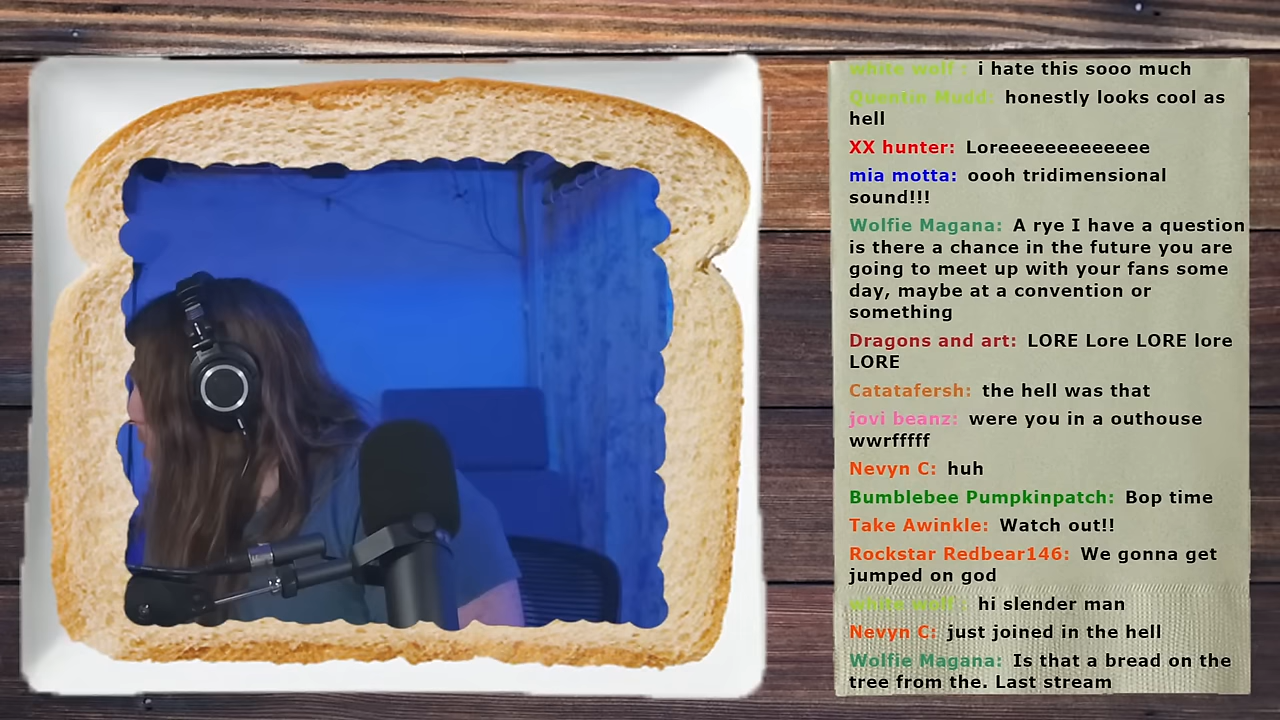 white wolf : i hate this sooo much
Quentin Mudd: honestly looks cool as
hell
XX hunter: Loreeeeeeeeeeeee
mia motta: oooh tridimensional
sound!!!
Wolfie Magana: A rye I have a question
is there a chance in the future you are
going to meet up with your fans some
day, maybe at a convention or
something
Dragons and art: LORE Lore LORE lore
LORE
Catatafersh: the hell was that
jovi beanz: were you in a outhouse
wwrfffff
Nevyn C: huh
Bumblebee Pumpkinpatch: Bop time
Take Awinkle: Watch out!!
Rockstar Redbear146: We gonna get
jumped on god
white wolf : hi slender man
Nevyn C: just joined in the hell
Wolfie Magana: Is that a bread on the
tree from the. Last stream